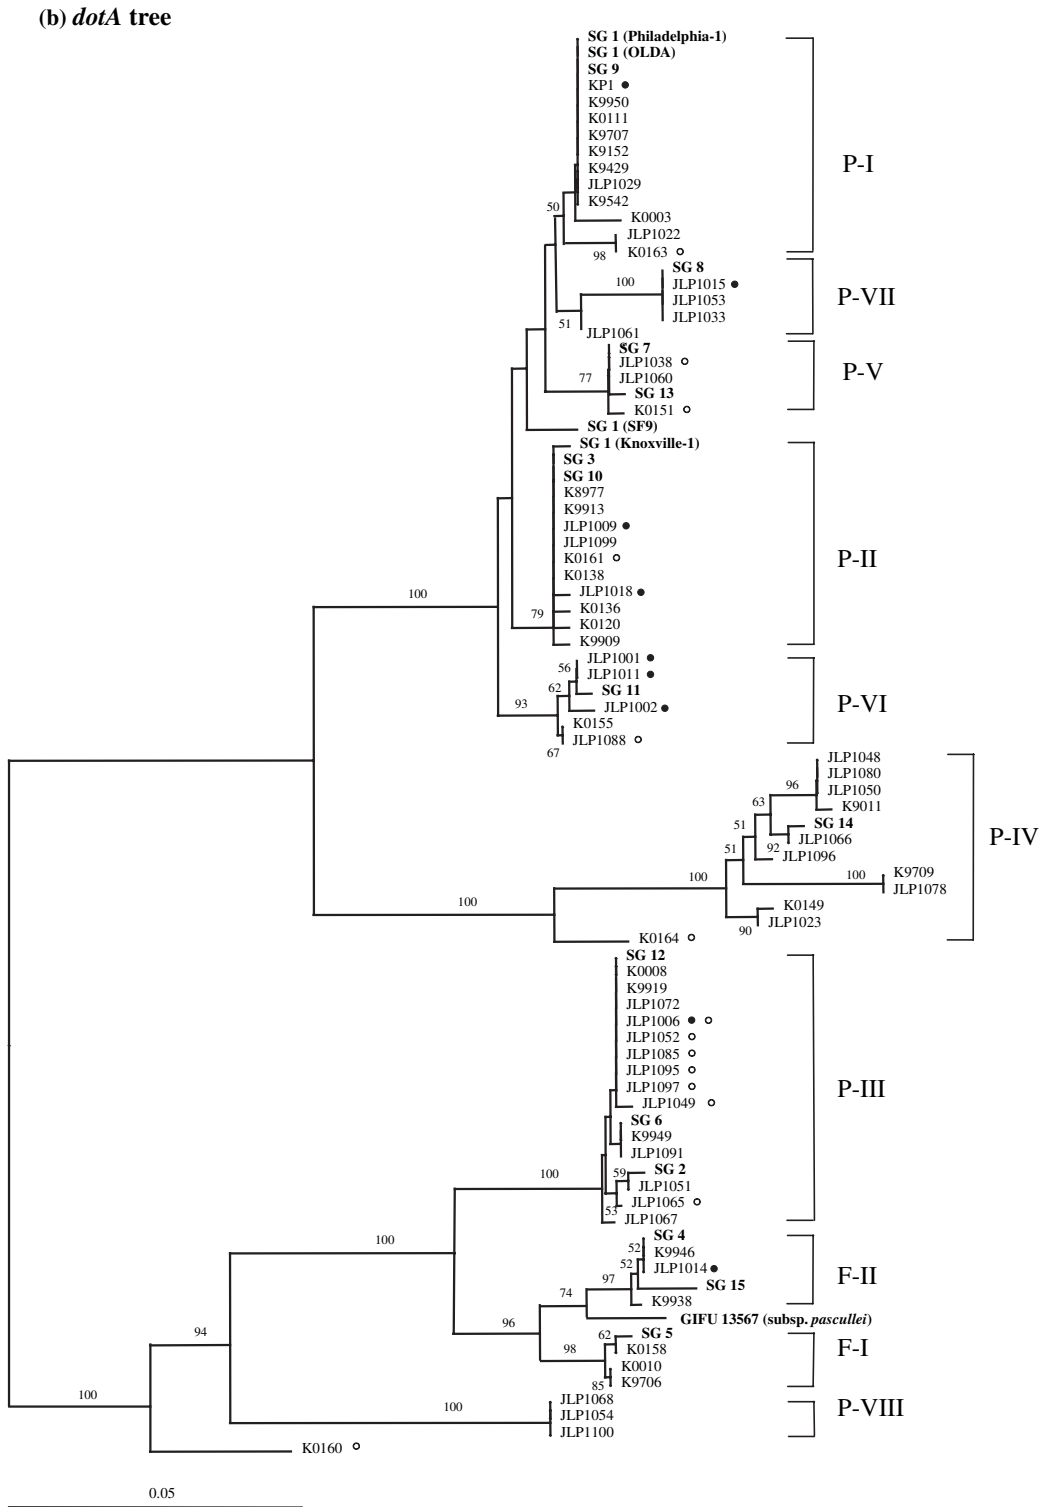 (b) dotA tree
SG 1 (Philadelphia-1)
SG 1 (OLDA)
SG 9
KP1
K9950
K0111
K9707
K9152
P-I
K9429
JLP1029
K9542
50
K0003
JLP1022
98
K0163
SG 8
100
JLP1015
P-VII
JLP1053
JLP1033
51
JLP1061
SG 7
JLP1038
77
JLP1060
P-V
SG 13
K0151
SG 1 (SF9)
SG 1 (Knoxville-1)
SG 3
SG 10
K8977
K9913
JLP1009
JLP1099
K0161
P-II
K0138
100
JLP1018
79
K0136
K0120
K9909
JLP1001
56
JLP1011
62
SG 11
93
JLP1002
P-VI
K0155
67
JLP1088
JLP1048
JLP1080
96
JLP1050
63
K9011
51
SG 14
JLP1066
P-IV
51
92
JLP1096
100
100
K9709
JLP1078
100
K0149
90
JLP1023
K0164
SG 12
K0008
K9919
JLP1072
JLP1006
JLP1052
JLP1085
JLP1095
P-III
JLP1097
JLP1049
SG 6
K9949
JLP1091
100
59
SG 2
JLP1051
53
JLP1065
JLP1067
100
52
SG 4
K9946
52
JLP1014
F-II
97
SG 15
74
K9938
96
GIFU 13567 (subsp. pascullei)
94
62
SG 5
98
K0158
F-I
K0010
85
K9706
100
JLP1068
100
JLP1054
P-VIII
JLP1100
K0160
0.05